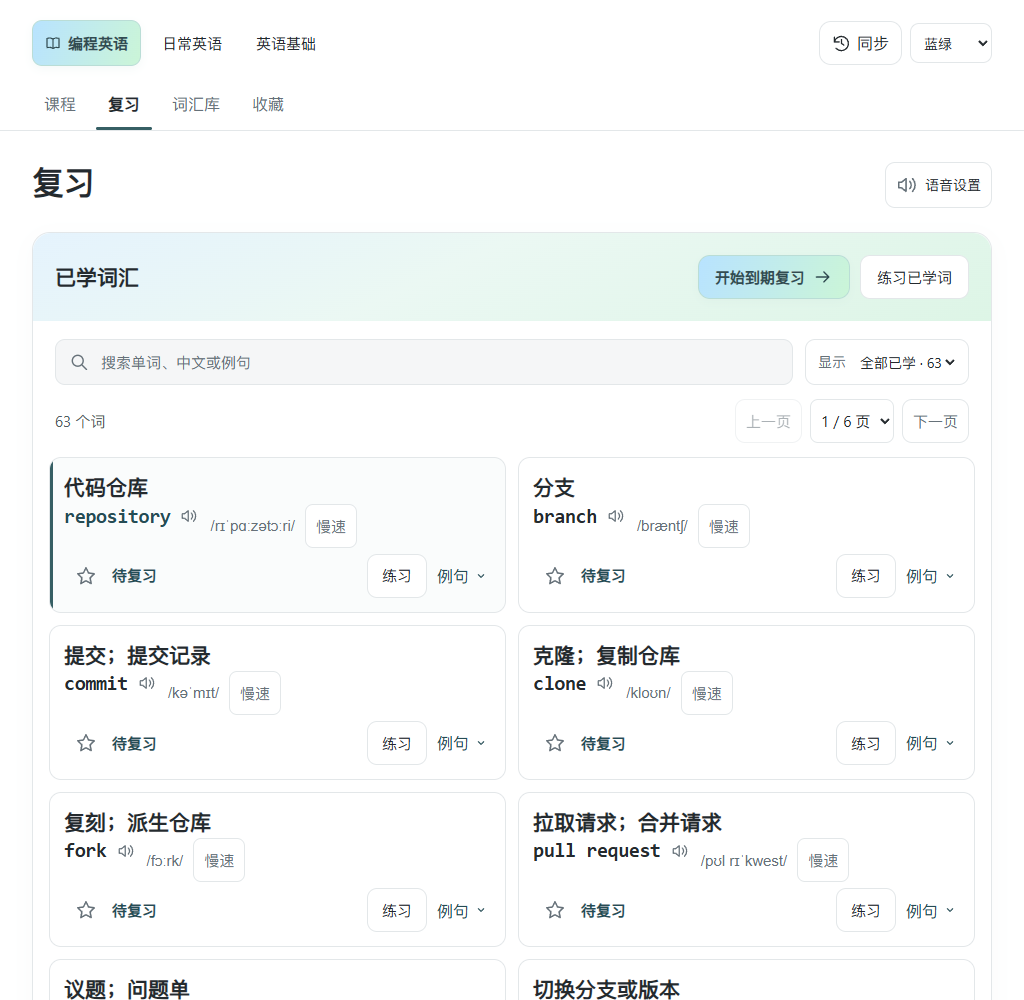 编程英语 日常英语 英语基础 同步 蓝绿
课程 复习 词汇库 收藏
复习 语音设置
已学词汇 开始到期复习 → 练习已学词
搜索单词、中文或例句 显示 全部已学 · 63
63 个词 上一页 1 / 6 页 下一页
代码仓库
repository /rɪˈpɑːzətɔːri/ 慢速
待复习 练习 例句
分支
branch /bræntʃ/ 慢速
待复习 练习 例句
提交；提交记录
commit /kəˈmɪt/ 慢速
待复习 练习 例句
克隆；复制仓库
clone /kloʊn/ 慢速
待复习 练习 例句
复刻；派生仓库
fork /fɔːrk/ 慢速
待复习 练习 例句
拉取请求；合并请求
pull request /pʊl rɪˈkwest/ 慢速
待复习 练习 例句
议题；问题单
切换分支或版本